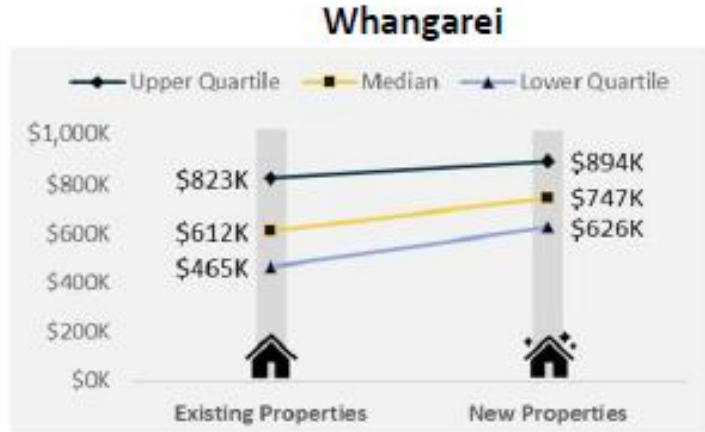 Whangarei
Upper Quartile Median Lower Quartile
$1,000K
$800K
$600K
$400K
$200K
$0K
$823K
$612K
$465K
$894K
$747K
$626K
Existing Properties New Properties